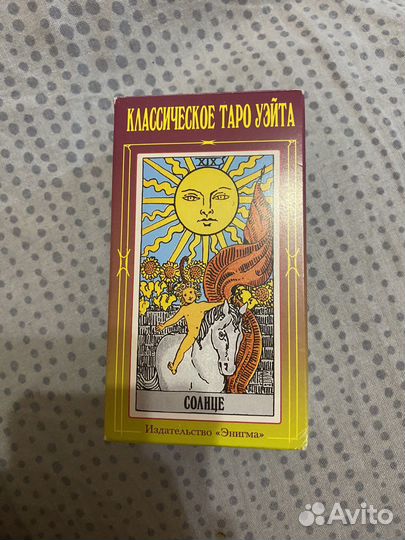 КЛАССИЧЕСКОЕ ТАРО УЭЙТА
XIX
СОЛНЦЕ
Издательство «Энигма»
Avito